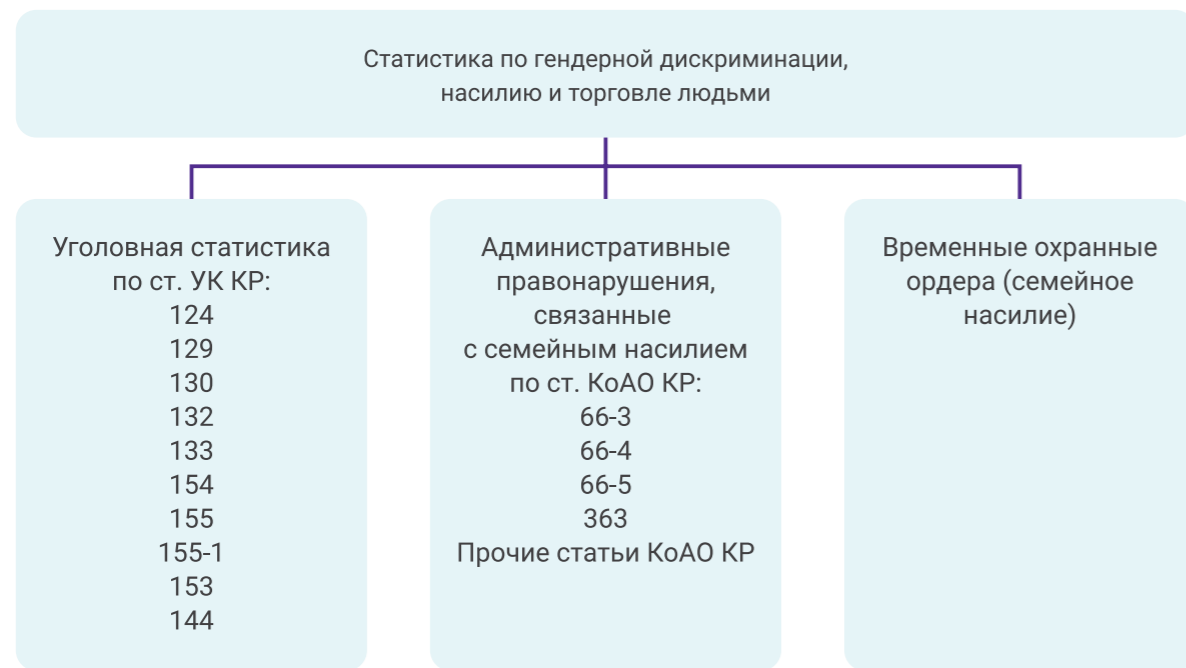 Статистика по гендерной дискриминации,
насилию и торговле людьми
Уголовная статистика
по ст. УК КР:
124
129
130
132
133
154
155
155-1
153
144
Административные
правонарушения,
связанные
с семейным насилием
по ст. КоАО КР:
66-3
66-4
66-5
363
Прочие статьи КоАО КР
Временные охранные
ордера (семейное
насилие)